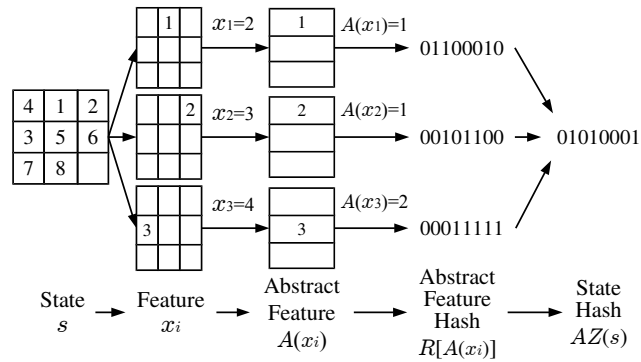 1
x₁=2
1
A(x₁)=1
01100010
4 1 2
3 5 6
7 8
2
x₂=3
2
A(x₂)=1
00101100
01010001
3
x₃=4
3
A(x₃)=2
00011111
State
s
Feature
xᵢ
Abstract
Feature
A(xᵢ)
Abstract
Feature
Hash
R[A(xᵢ)]
State
Hash
AZ(s)